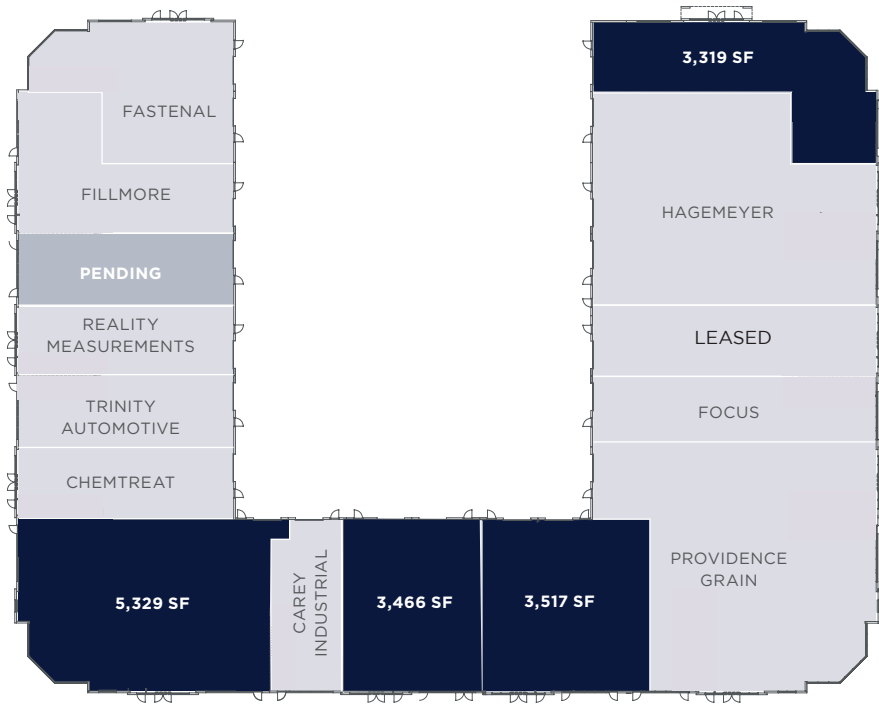 FASTENAL
FILLMORE
PENDING
REALITY
MEASUREMENTS
TRINITY
AUTOMOTIVE
CHEMTREAT
5,329 SF
CAREY
INDUSTRIAL
3,466 SF
3,517 SF
3,319 SF
HAGEMEYER
LEASED
FOCUS
PROVIDENCE
GRAIN